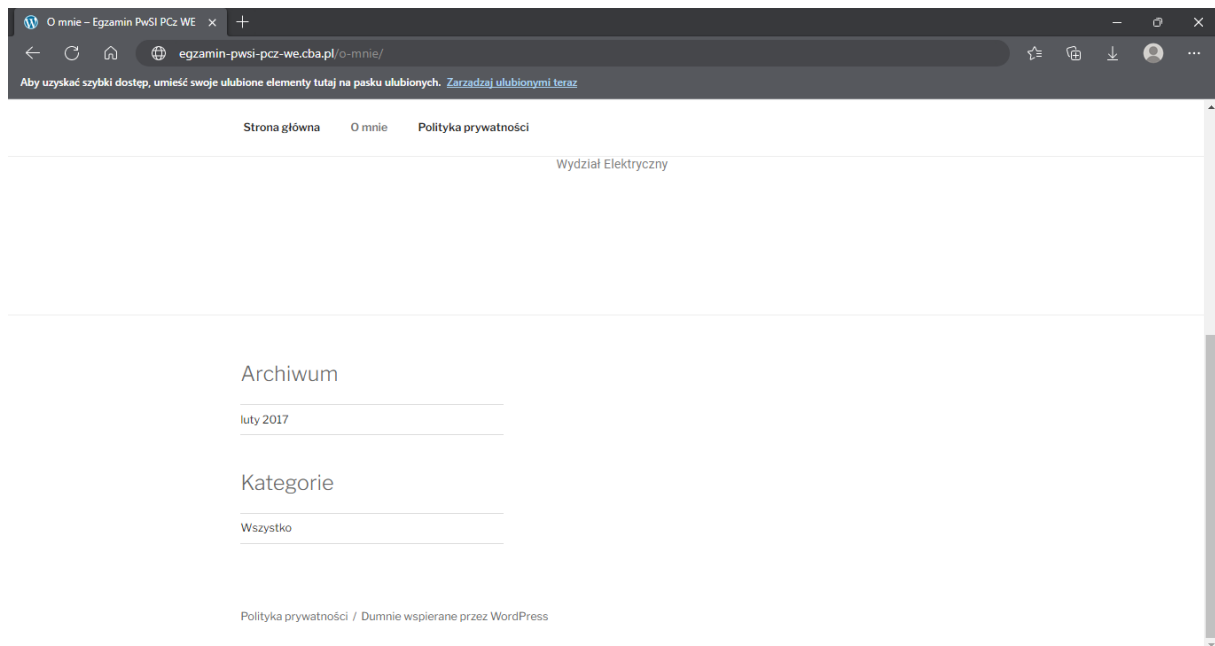 O mnie – Egzamin PwSI PCz WE
egzamin-pwsi-pcz-we.cba.pl/o-mnie/
Aby uzyskać szybki dostęp, umieść swoje ulubione elementy tutaj na pasku ulubionych. Zarządzaj ulubionymi teraz
Strona główna O mnie Polityka prywatności
Wydział Elektryczny
Archiwum
luty 2017
Kategorie
Wszystko
Polityka prywatności / Dumnie wspierane przez WordPress